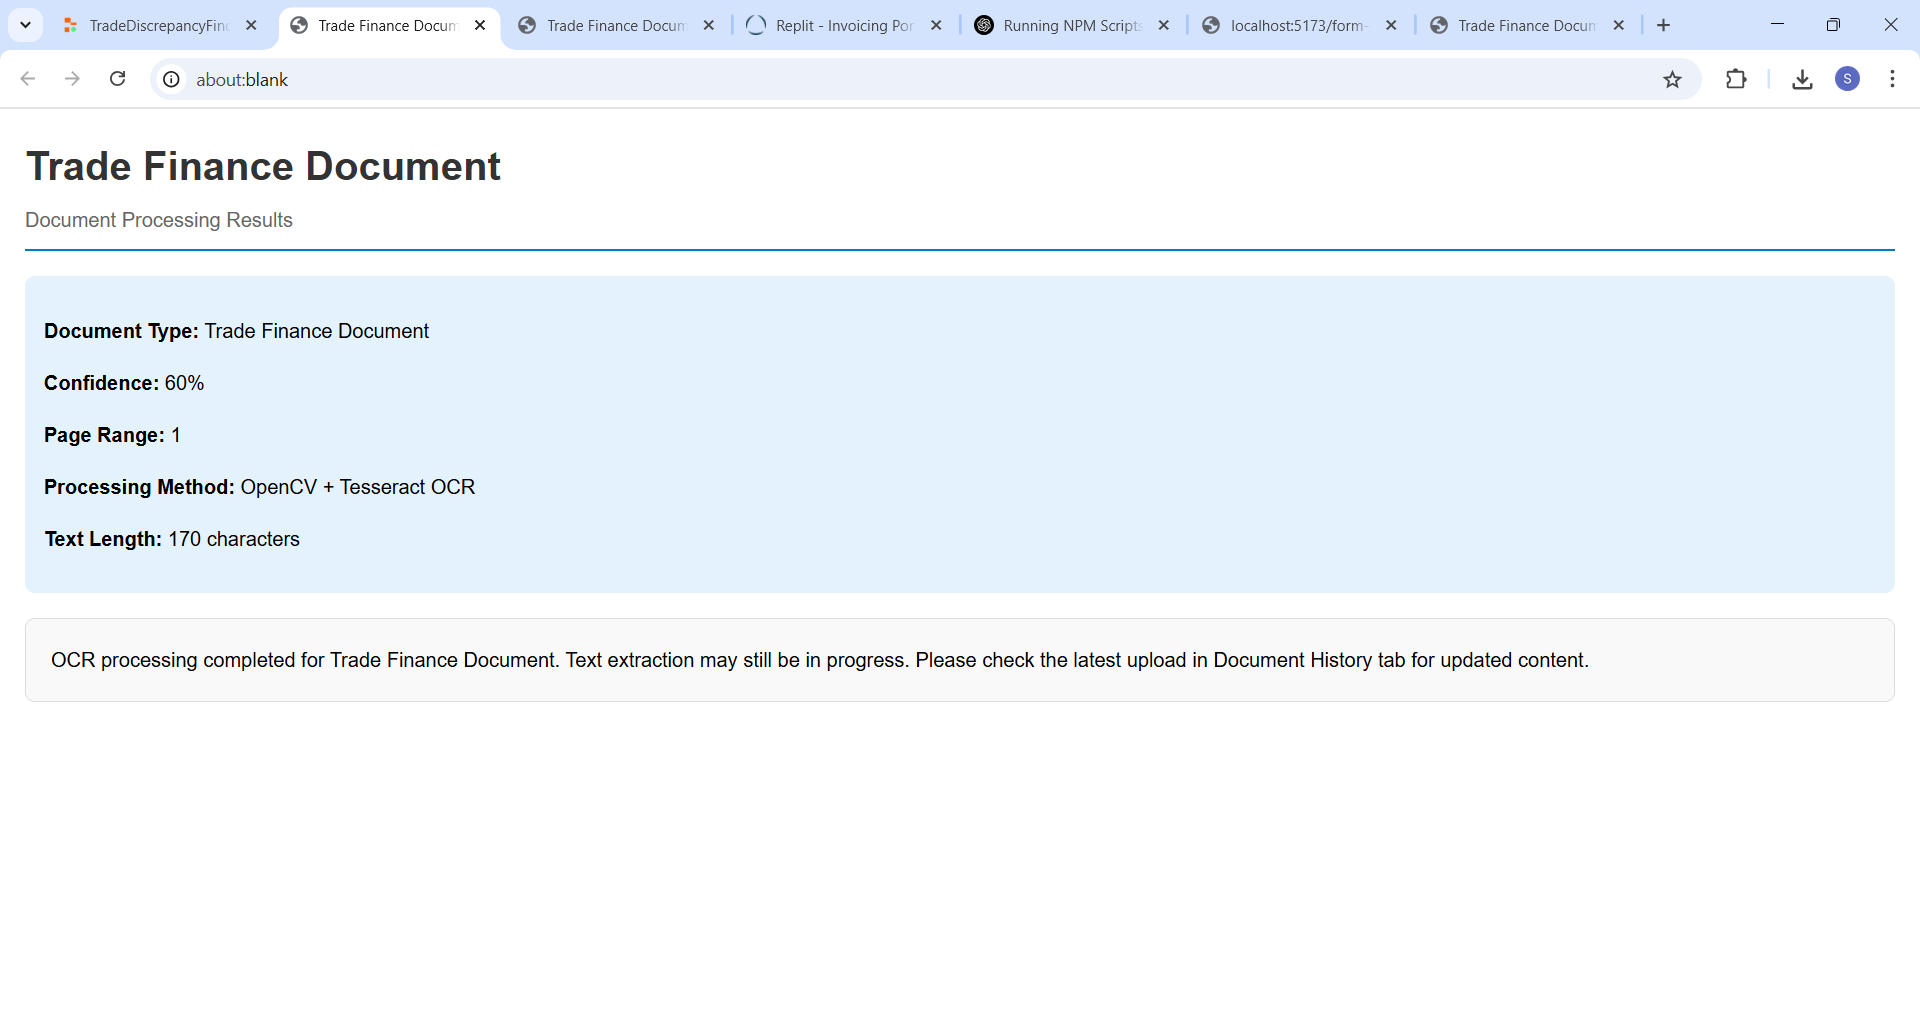 TradeDiscrepancyFin
Trade Finance Docum
Trade Finance Docum
Replit - Invoicing Por
Running NPM Scripts
localhost:5173/form-
Trade Finance Docum
about:blank
S
Trade Finance Document
Document Processing Results
Document Type: Trade Finance Document
Confidence: 60%
Page Range: 1
Processing Method: OpenCV + Tesseract OCR
Text Length: 170 characters
OCR processing completed for Trade Finance Document. Text extraction may still be in progress. Please check the latest upload in Document History tab for updated content.